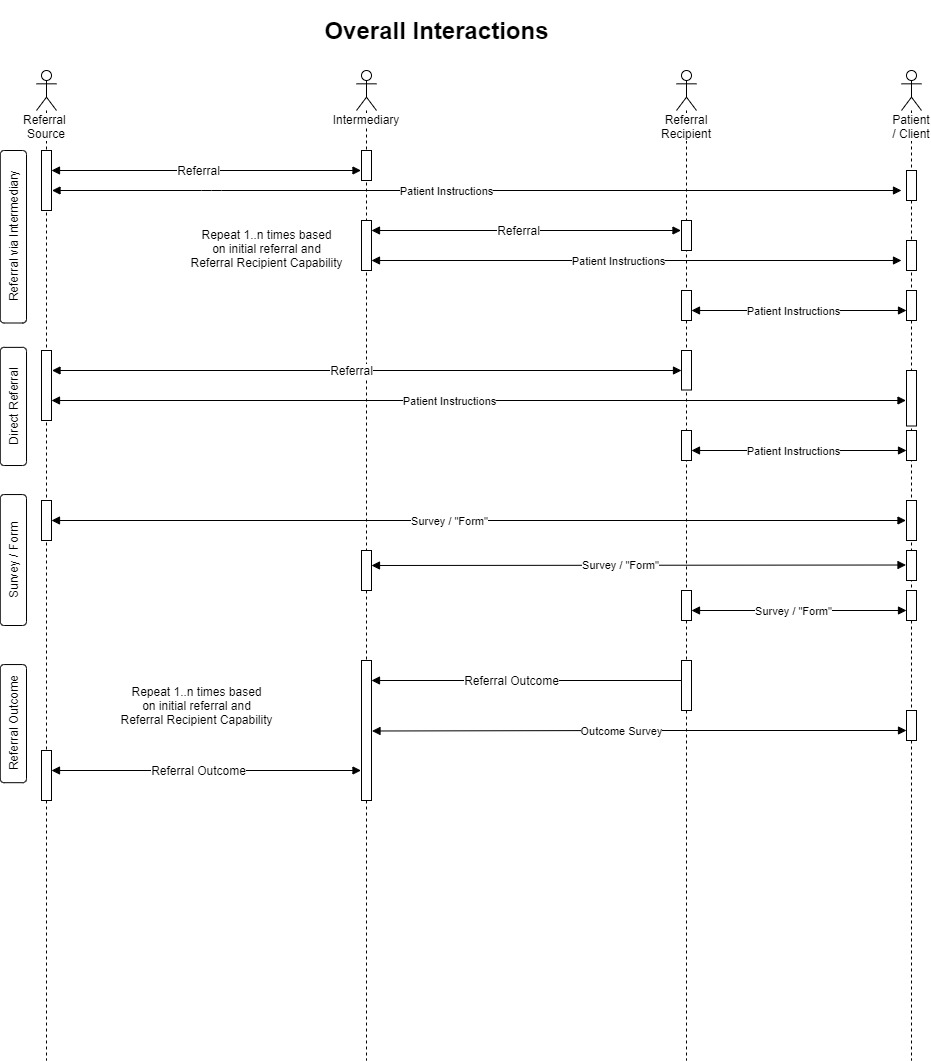 Overall Interactions
Referral
Source
Intermediary
Referral
Recipient
Patient
/ Client
Referral via Intermediary
Referral
Patient Instructions
Repeat 1..n times based
on initial referral and
Referral Recipient Capability
Referral
Patient Instructions
Patient Instructions
Direct Referral
Referral
Patient Instructions
Patient Instructions
Survey / Form
Survey / "Form"
Survey / "Form"
Survey / "Form"
Referral Outcome
Referral Outcome
Repeat 1..n times based
on initial referral and
Referral Recipient Capability
Outcome Survey
Referral Outcome